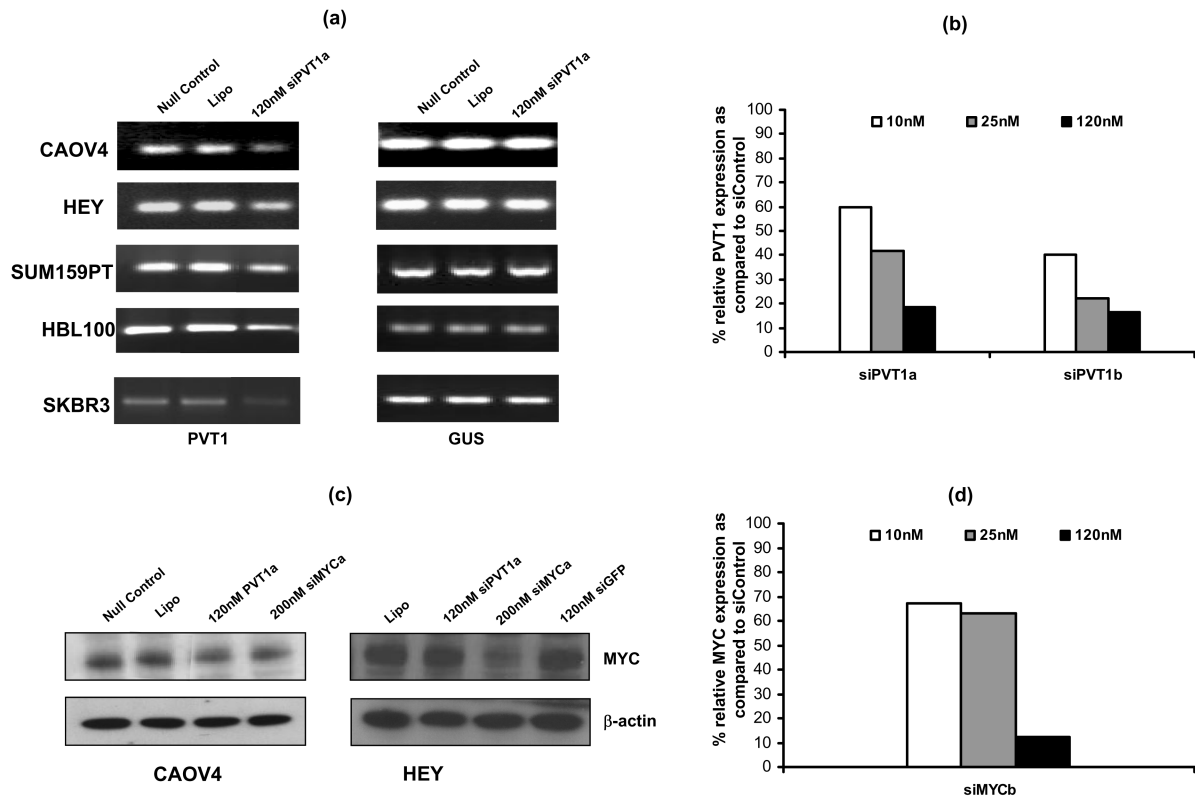 (a)
Null Control
Lipo
120nM siPVT1a
Null Control
Lipo
120nM siPVT1a
CAOV4
HEY
SUM159PT
HBL100
SKBR3
PVT1
GUS
(b)
% relative PVT1 expression as
compared to siControl
100
90
80
70
60
50
40
30
20
10
0
10nM
25nM
120nM
siPVT1a
siPVT1b
(c)
Null Control
Lipo
120nM PVT1a
200nM siMYCa
Lipo
120nM siPVT1a
200nM siMYCa
120nM siGFP
MYC
β-actin
CAOV4
HEY
(d)
% relative MYC expression as
compared to siControl
100
90
80
70
60
50
40
30
20
10
0
10nM
25nM
120nM
siMYCb